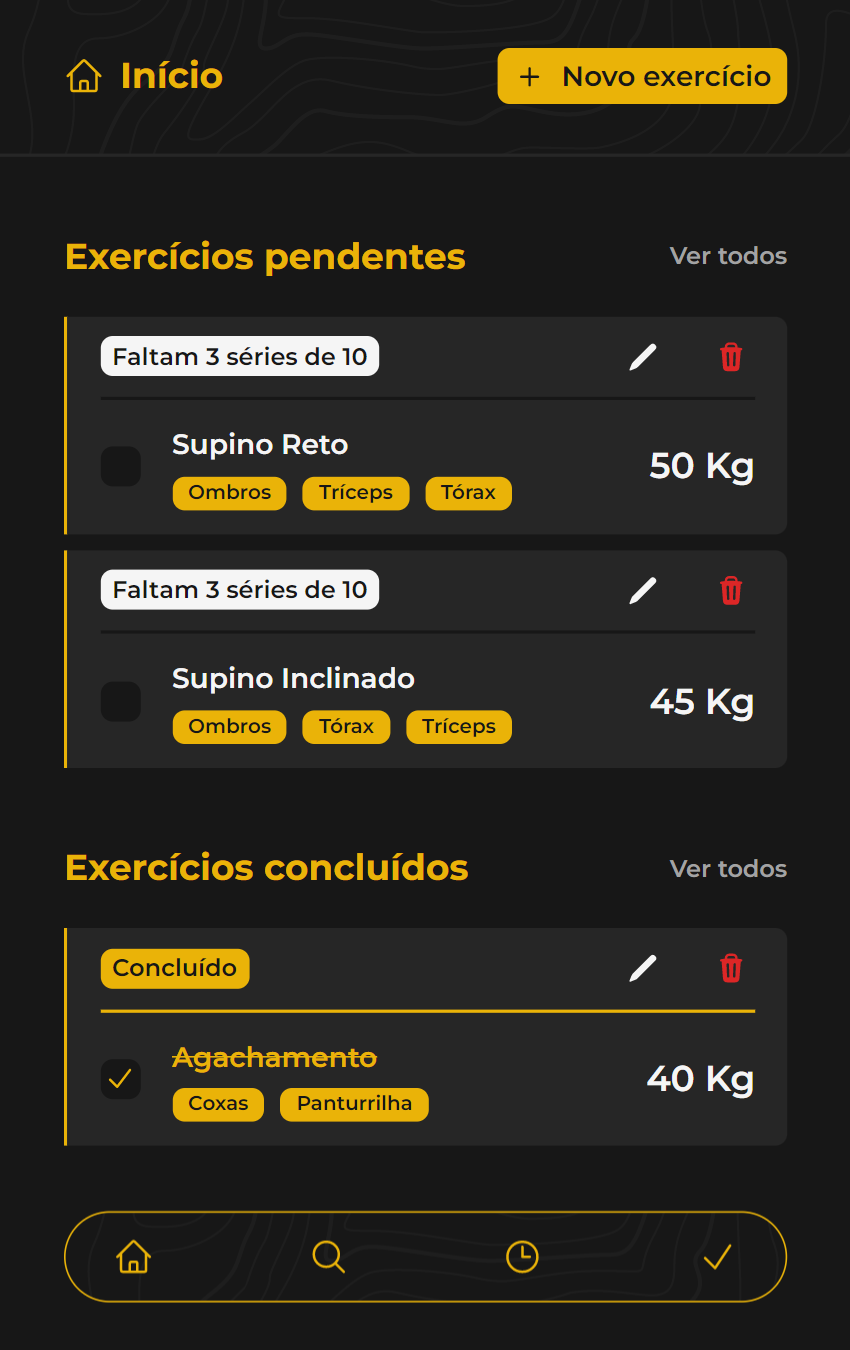 Início
+ Novo exercício
Exercícios pendentes
Ver todos
Faltam 3 séries de 10
Supino Reto
Ombros Tríceps Tórax
50 Kg
Faltam 3 séries de 10
Supino Inclinado
Ombros Tórax Tríceps
45 Kg
Exercícios concluídos
Ver todos
Concluído
Agachamento
Coxas Panturrilha
40 Kg